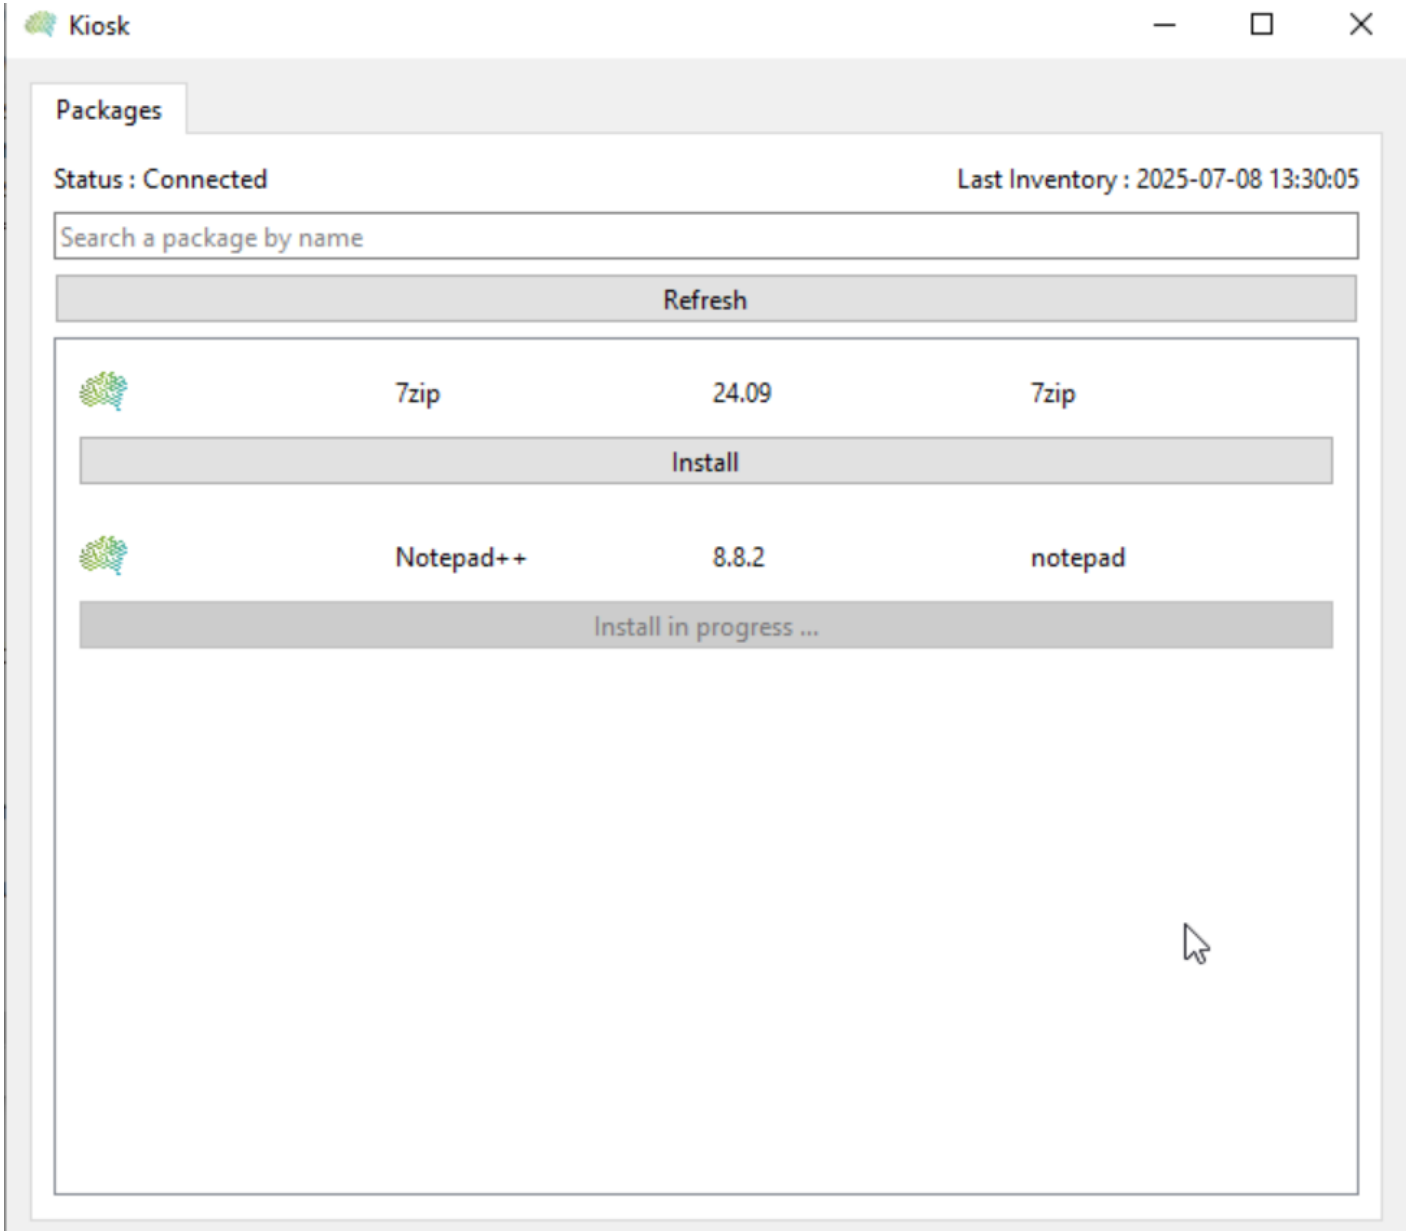 Kiosk
Packages
Status : Connected
Last Inventory : 2025-07-08 13:30:05
Search a package by name
Refresh
7zip 24.09 7zip
Install
Notepad++ 8.8.2 notepad
Install in progress ...